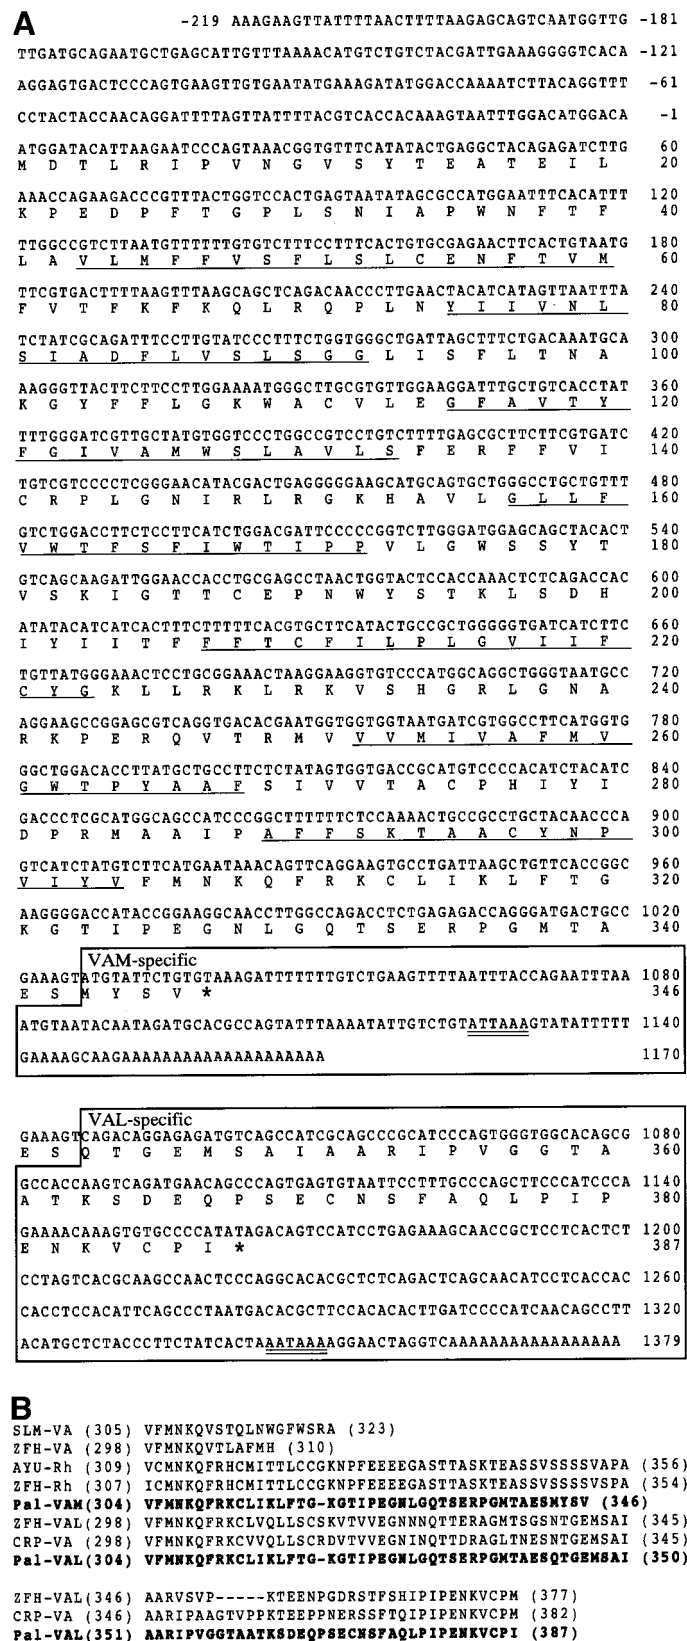 A
-219 AAAGAAGTTATTTTAACTTTTAAGAGCAGTCAATGGTTG -181
TTGATGCAGAATGCTGAGCATTGTTTAAAACATGTCTGTCTACGATTGAAAGGGGTCACA -121
AGGAGTGACTCCCAGTGAAGTTGTGAATATGAAAGATATGGACCAAAATCTTACAGGTTT -61
CCTACTACCAACAGGATTTTAGTTATTTTACGTCACCACAAAGTAATTTGGACATGGACA -1
ATGGATACATTAAGAATCCCAGTAAACGGTGTTTCATATACTGAGGCTACAGAGATCTTG 60
M D T L R I P V N G V S Y T E A T E I L 20
AAACCAGAAGACCCGTTTACTGGTCCACTGAGTAATATAGCGCCATGGAATTTCACATTT 120
K P E D P F T G P L S N I A P W N F T F 40
TTGGCCGTCTTAATGTTTTTTGTGTCTTTCCTTTCACTGTGCGAGAACTTCACTGTAATG 180
L A V L M F F V S F L S L C E N F T V M 60
TTCGTGACTTTTAAGTTTAAGCAGCTCAGACAACCCTTGAACTACATCATAGTTAATTTA 240
F V T F K F K Q L R Q P L N Y I I V N L 80
TCTATCGCAGATTTCCTTGTATCCCTTTCTGGTGGGCTGATTAGCTTTCTGACAAATGCA 300
S I A D F L V S L S G G L I S F L T N A 100
AAGGGTTACTTCTTCCTTGGAAAATGGGCTTGCGTGTTGGAAGGATTTGCTGTCACCTAT 360
K G Y F F L G K W A C V L E G F A V T Y 120
TTTGGGATCGTTGCTATGTGGTCCCTGGCCGTCCTGTCTTTTGAGCGCTTCTTCGTGATC 420
F G I V A M W S L A V L S F E R F F V I 140
TGTCGTCCCCTCGGGAACATACGACTGAGGGGGAAGCATGCAGTGCTGGGCCTGCTGTTT 480
C R P L G N I R L R G K H A V L G L L F 160
GTCTGGACCTTCTCCTTCATCTGGACGATTCCCCCGGTCTTGGGATGGAGCAGCTACACT 540
V W T F S F I W T I P P V L G W S S Y T 180
GTCAGCAAGATTGGAACCACCTGCGAGCCTAACTGGTACTCCACCAAACTCTCAGACCAC 600
V S K I G T T C E P N W Y S T K L S D H 200
ATATACATCATCACTTTCTTTTTCACGTGCTTCATACTGCCGCTGGGGGTGATCATCTTC 660
I Y I I T F F F T C F I L P L G V I I F 220
TGTTATGGGAAACTCCTGCGGAAACTAAGGAAGGTGTCCCATGGCAGGCTGGGTAATGCC 720
C Y G K L L R K L R K V S H G R L G N A 240
AGGAAGCCGGAGCGTCAGGTGACACGAATGGTGGTGGTAATGATCGTGGCCTTCATGGTG 780
R K P E R Q V T R M V V V M I V A F M V 260
GGCTGGACACCTTATGCTGCCTTCTCTATAGTGGTGACCGCATGTCCCCACATCTACATC 840
G W T P Y A A F S I V V T A C P H I Y I 280
GACCCTCGCATGGCAGCCATCCCGGCTTTTTTCTCCAAAACTGCCGCCTGCTACAACCCA 900
D P R M A A I P A F F S K T A A C Y N P 300
GTCATCTATGTCTTCATGAATAAACAGTTCAGGAAGTGCCTGATTAAGCTGTTCACCGGC 960
V I Y V F M N K Q F R K C L I K L F T G 320
AAGGGGACCATACCGGAAGGCAACCTTGGCCAGACCTCTGAGAGACCAGGGATGACTGCC 1020
K G T I P E G N L G Q T S E R P G M T A 340
VAM-specific
GAAAGTATGTATTCTGTGTAAAGATTTTTTTGTCTGAAGTTTTAATTTACCAGAATTTAA 1080
E S M Y S V * 346
ATGTAATACAATAGATGCACGCCAGTATTTAAAATATTGTCTGTATTAAAGTATATTTTT 1140
GAAAAGCAAGAAAAAAAAAAAAAAAAAAAA 1170
VAL-specific
GAAAGTCAGACAGGAGAGATGTCAGCCATCGCAGCCCGCATCCCAGTGGGTGGCACAGCG 1080
E S Q T G E M S A I A A R I P V G G T A 360
GCCACCAAGTCAGATGAACAGCCCAGTGAGTGTAATTCCTTTGCCCAGCTTCCCATCCCA 1140
A T K S D E Q P S E C N S F A Q L P I P 380
GAAAACAAAGTGTGCCCCATATAGACAGTCCATCCTGAGAAAGCAACCGCTCCTCACTCT 1200
E N K V C P I * 387
CCTAGTCACGCAAGCCAACTCCCAGGCACACGCTCTCAGACTCAGCAACATCCTCACCAC 1260
CACCTCCACATTCAGCCCTAATGACACGCTTCCACACACTTGATCCCCATCAACAGCCTT 1320
ACATGCTCTACCCTTCTATCACTAAATAAAAGGAACTAGGTCAAAAAAAAAAAAAAAAA 1379
B
SLM-VA (305) VFMNKQVSTQLNWGFWSRA (323)
ZFH-VA (298) VFMNKQVTLAFMH (310)
AYU-Rh (309) VCMNKQFRHCMITTLCCGKNPFEEEEGASTTASKTEASSVSSSSVAPA (356)
ZFH-Rh (307) ICMNKQFRHCMITTLCCGKNPFEEEEGASTTASKTEASSVSSSSVSPA (354)
Pal-VAM(304) VFMNKQFRKCLIKLFTG-KGTIPEGNLGQTSERPGMTAESMYSV (346)
ZFH-VAL(298) VFMNKQFRKCLVQLLSCSKVTVVEGNNNQTTERAGMTSGSNTGEMSAI (345)
CRP-VA (298) VFMNKQFRKCVVQLLSCRDVTVVEGNINQTTDRAGLTNESNTGEMSAI (345)
Pal-VAL(304) VFMNKQFRKCLIKLFTG-KGTIPEGNLGQTSERPGMTAESQTGEMSAI (350)
ZFH-VAL(346) AARVSVP-----KTEENPGDRSTFSHIPIPENKVCPM (377)
CRP-VA (346) AARIPAAGTVPPKTEEPPNERSSFTQIPIPENKVCPM (382)
Pal-VAL(351) AARIPVGGTAATKSDEQPSECNSFAQLPIPENKVCPI (387)